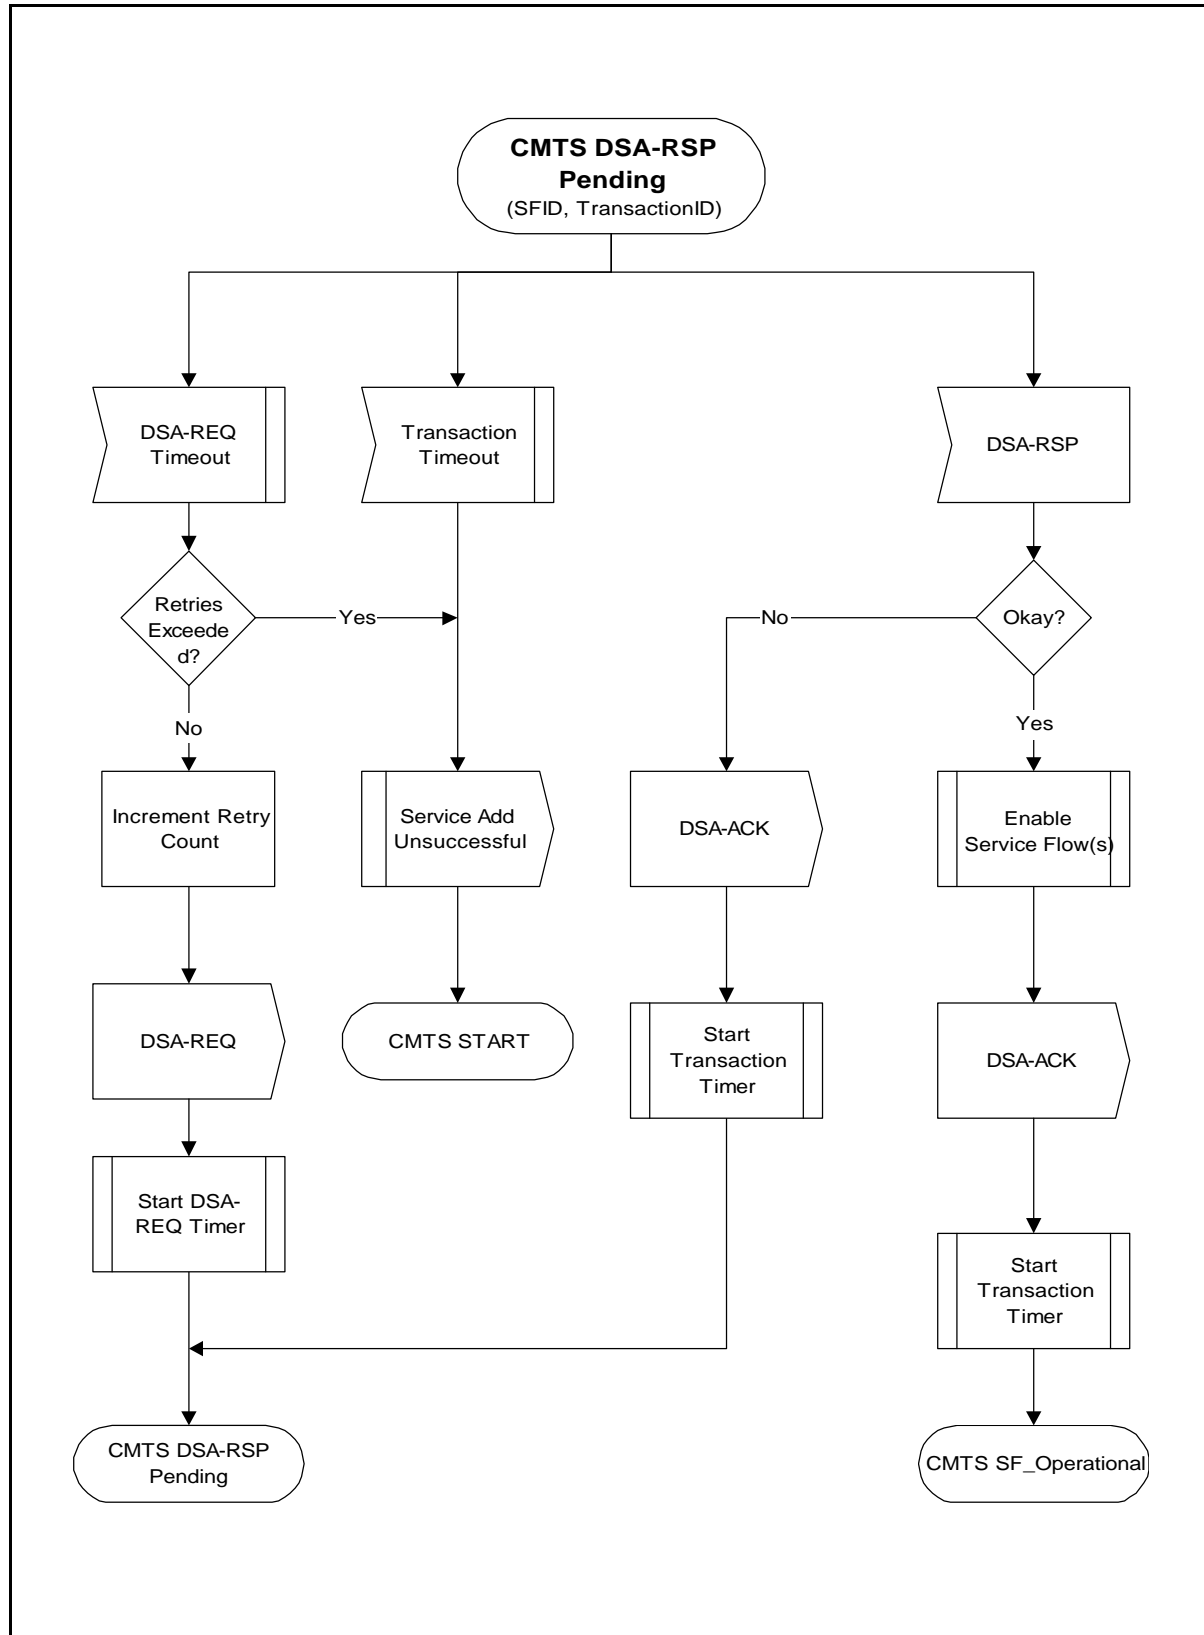 CMTS DSA-RSP
Pending
(SFID, TransactionID)
DSA-REQ
Timeout
Transaction
Timeout
DSA-RSP
Retries
Exceede
d?
Yes
No
Okay?
No
Yes
Increment Retry
Count
Service Add
Unsuccessful
DSA-ACK
Enable
Service Flow(s)
DSA-REQ
CMTS START
Start
Transaction
Timer
DSA-ACK
Start DSA-
REQ Timer
Start
Transaction
Timer
CMTS DSA-RSP
Pending
CMTS SF_Operational